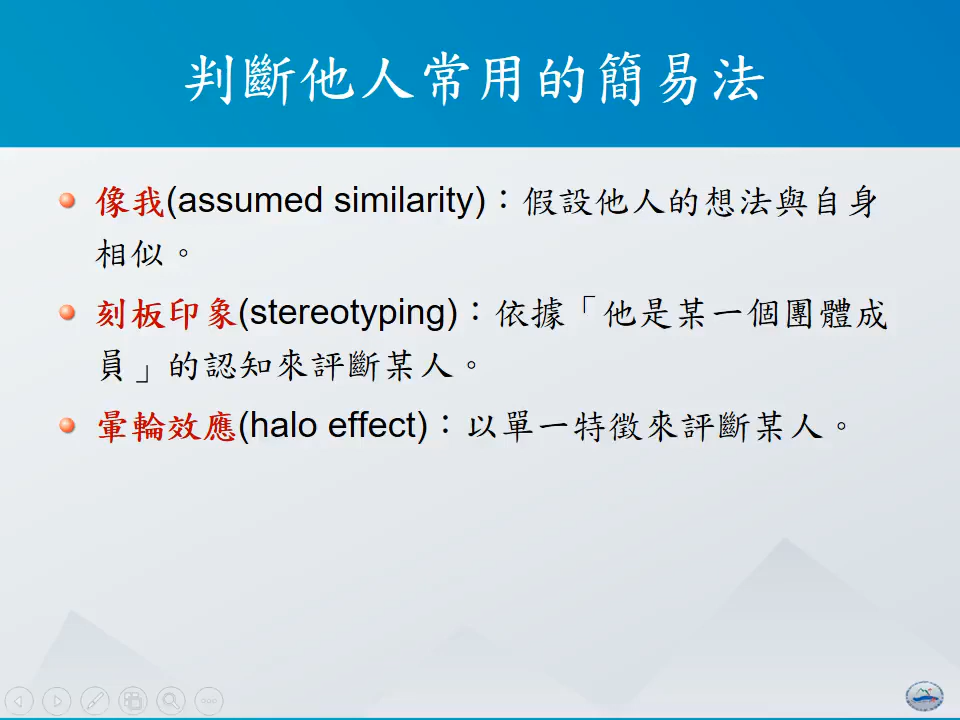 判斷他人常用的簡易法
像我(assumed similarity)：假設他人的想法與自身
相似。
刻板印象(stereotyping)：依據「他是某一個團體成
員」的認知來評斷某人。
暈輪效應(halo effect)：以單一特徵來評斷某人。